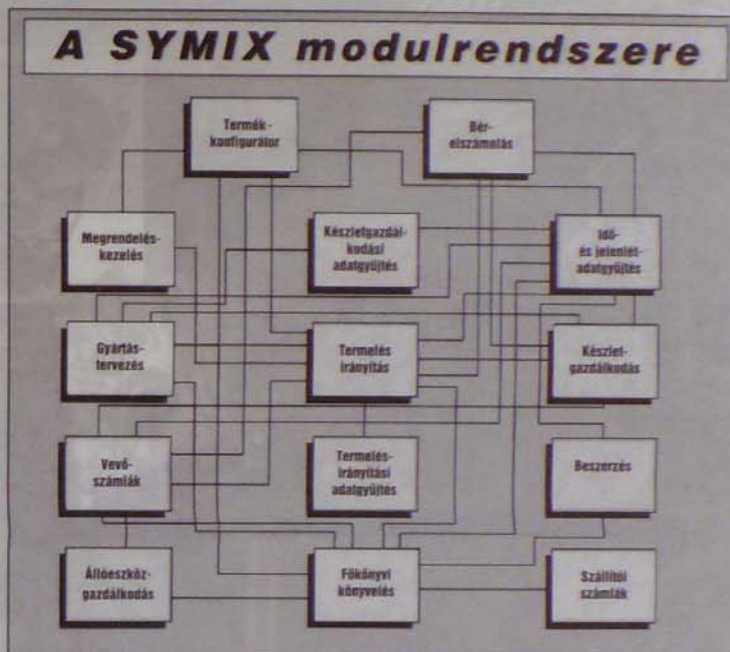 A SYMIX modulrendszere
Termék-
konfigurátor
Bér-
elszámolás
Megrendelés-
kezelés
Készletgazdál-
kodási
adatgyűjtés
Idő-
és jelenlét-
adatgyűjtés
Gyártás-
tervezés
Termelés
irányítás
Készlet-
gazdálkodás
Vevő-
számlák
Termelés-
irányítási
adatgyűjtés
Beszerzés
Állóeszköz-
gazdálkodás
Főkönyvi
könyvelés
Szállítói
számlák